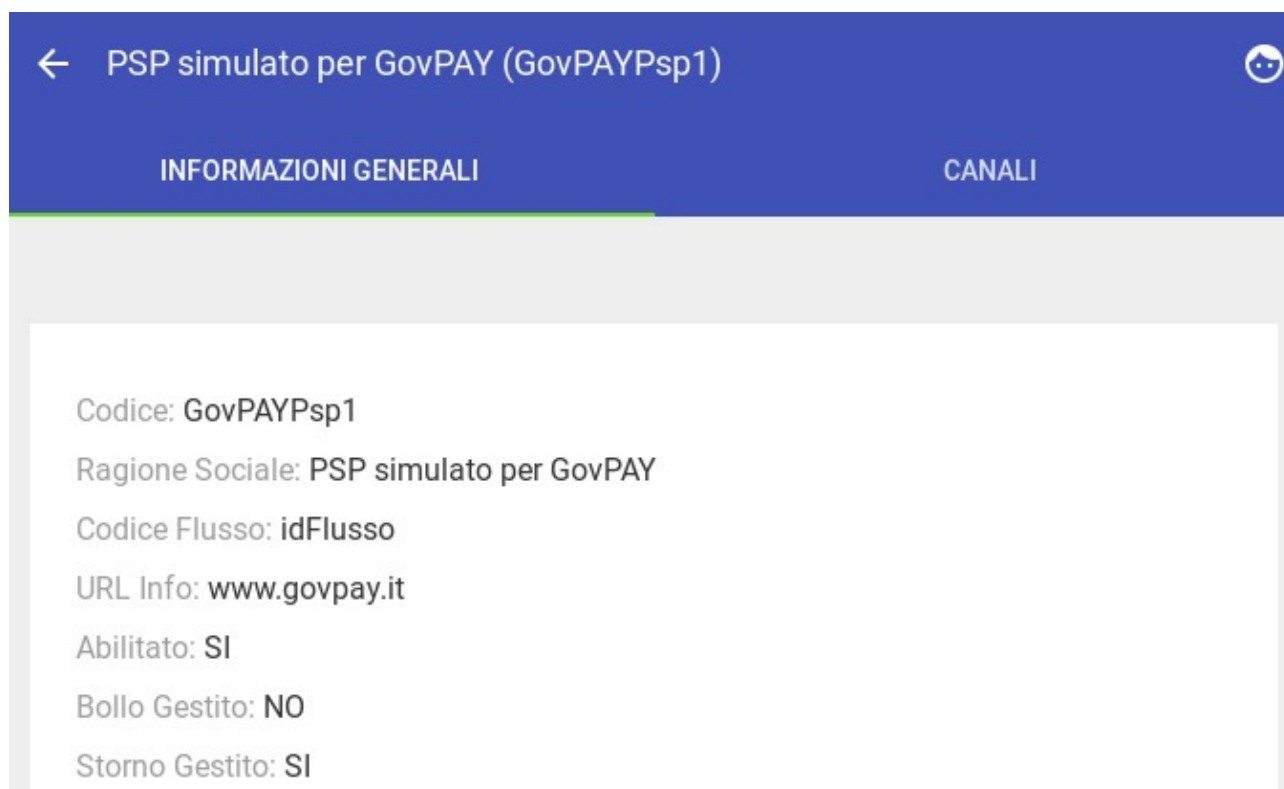 PSP simulato per GovPAY (GovPAYPsp1)
INFORMAZIONI GENERALI
CANALI
Codice: GovPAYPsp1
Ragione Sociale: PSP simulato per GovPAY
Codice Flusso: idFlusso
URL Info: www.govpay.it
Abilitato: SI
Bollo Gestito: NO
Storno Gestito: SI